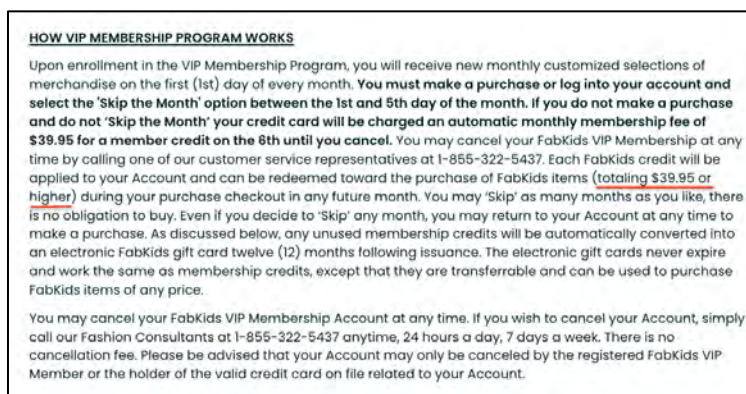 HOW VIP MEMBERSHIP PROGRAM WORKS
Upon enrollment in the VIP Membership Program, you will receive new monthly customized selections of
merchandise on the first (1st) day of every month. You must make a purchase or log into your account and
select the 'Skip the Month' option between the 1st and 5th day of the month. If you do not make a purchase
and do not ‘Skip the Month’ your credit card will be charged an automatic monthly membership fee of
$39.95 for a member credit on the 6th until you cancel. You may cancel your FabKids VIP Membership at any
time by calling one of our customer service representatives at 1-855-322-5437. Each FabKids credit will be
applied to your Account and can be redeemed toward the purchase of FabKids items (totaling $39.95 or
higher) during your purchase checkout in any future month. You may ‘Skip’ as many months as you like, there
is no obligation to buy. Even if you decide to ‘Skip’ any month, you may return to your Account at any time to
make a purchase. As discussed below, any unused membership credits will be automatically converted into
an electronic FabKids gift card twelve (12) months following issuance. The electronic gift cards never expire
and work the same as membership credits, except that they are transferrable and can be used to purchase
FabKids items of any price.
You may cancel your FabKids VIP Membership Account at any time. If you wish to cancel your Account, simply
call our Fashion Consultants at 1-855-322-5437 anytime, 24 hours a day, 7 days a week. There is no
cancellation fee. Please be advised that your Account may only be canceled by the registered FabKids VIP
Member or the holder of the valid credit card on file related to your Account.